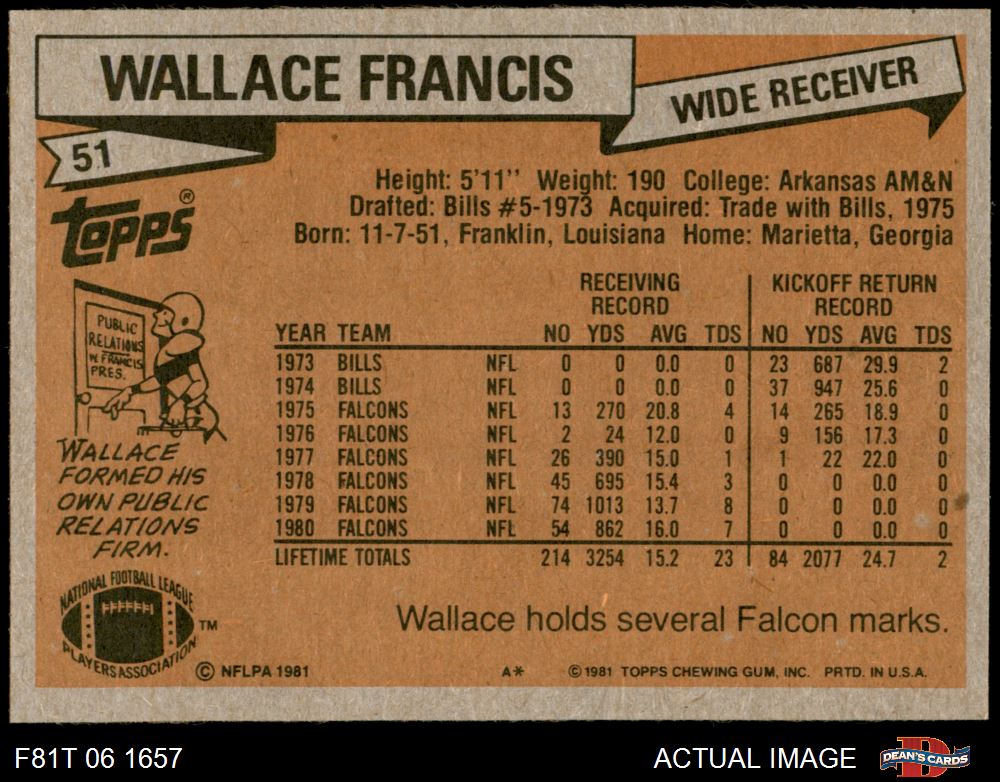 WALLACE FRANCIS
WIDE RECEIVER
51
Topps®
Height: 5'11'' Weight: 190 College: Arkansas AM&N
Drafted: Bills #5-1973 Acquired: Trade with Bills, 1975
Born: 11-7-51, Franklin, Louisiana Home: Marietta, Georgia
PUBLIC
RELATIONS
W. FRANCIS
PRES.
WALLACE
FORMED HIS
OWN PUBLIC
RELATIONS
FIRM.
RECEIVING RECORD KICKOFF RETURN RECORD
YEAR TEAM NO YDS AVG TDS NO YDS AVG TDS
1973 BILLS NFL 0 0 0.0 0 23 687 29.9 2
1974 BILLS NFL 0 0 0.0 0 37 947 25.6 0
1975 FALCONS NFL 13 270 20.8 4 14 265 18.9 0
1976 FALCONS NFL 2 24 12.0 0 9 156 17.3 0
1977 FALCONS NFL 26 390 15.0 1 1 22 22.0 0
1978 FALCONS NFL 45 695 15.4 3 0 0 0.0 0
1979 FALCONS NFL 74 1013 13.7 8 0 0 0.0 0
1980 FALCONS NFL 54 862 16.0 7 0 0 0.0 0
LIFETIME TOTALS 214 3254 15.2 23 84 2077 24.7 2
Wallace holds several Falcon marks.
NATIONAL FOOTBALL LEAGUE
PLAYERS ASSOCIATION
TM
© NFLPA 1981 A* © 1981 TOPPS CHEWING GUM, INC. PRTD. IN U.S.A.
F81T 06 1657 ACTUAL IMAGE DEAN'S CARDS